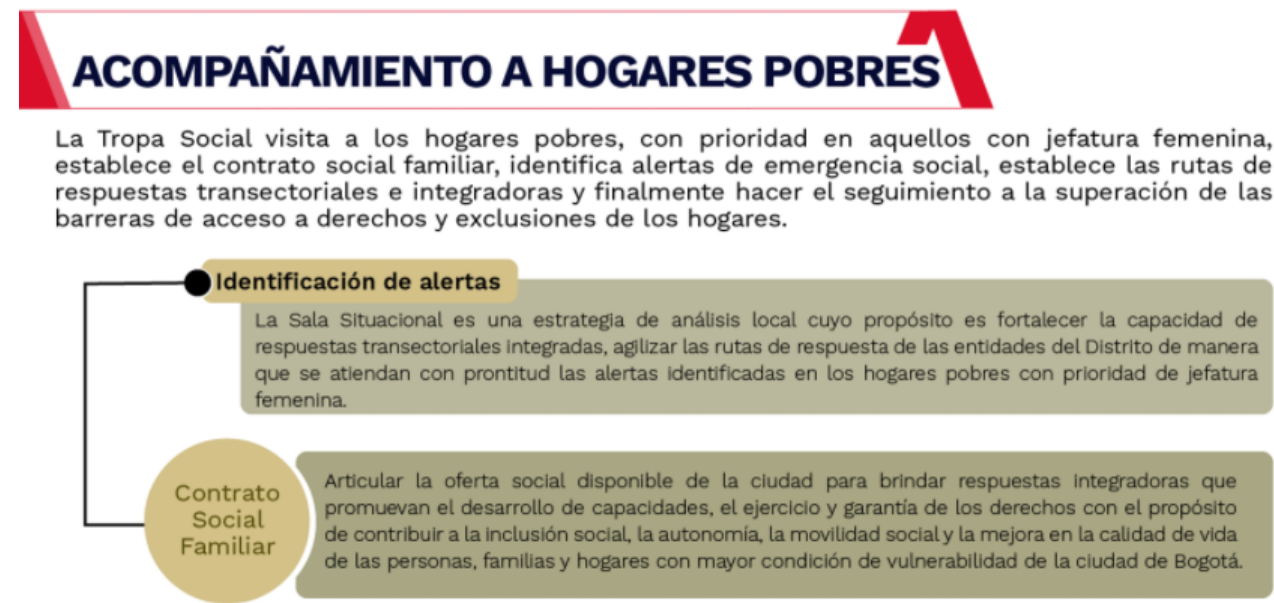 ACOMPAÑAMIENTO A HOGARES POBRES
La Tropa Social visita a los hogares pobres, con prioridad en aquellos con jefatura femenina,
establece el contrato social familiar, identifica alertas de emergencia social, establece las rutas de
respuestas transectoriales e integradoras y finalmente hacer el seguimiento a la superación de las
barreras de acceso a derechos y exclusiones de los hogares.
Identificación de alertas
La Sala Situacional es una estrategia de análisis local cuyo propósito es fortalecer la capacidad de
respuestas transectoriales integradas, agilizar las rutas de respuesta de las entidades del Distrito de manera
que se atiendan con prontitud las alertas identificadas en los hogares pobres con prioridad de jefatura
femenina.
Contrato
Social
Familiar
Articular la oferta social disponible de la ciudad para brindar respuestas integradoras que
promuevan el desarrollo de capacidades, el ejercicio y garantía de los derechos con el propósito
de contribuir a la inclusión social, la autonomía, la movilidad social y la mejora en la calidad de vida
de las personas, familias y hogares con mayor condición de vulnerabilidad de la ciudad de Bogotá.